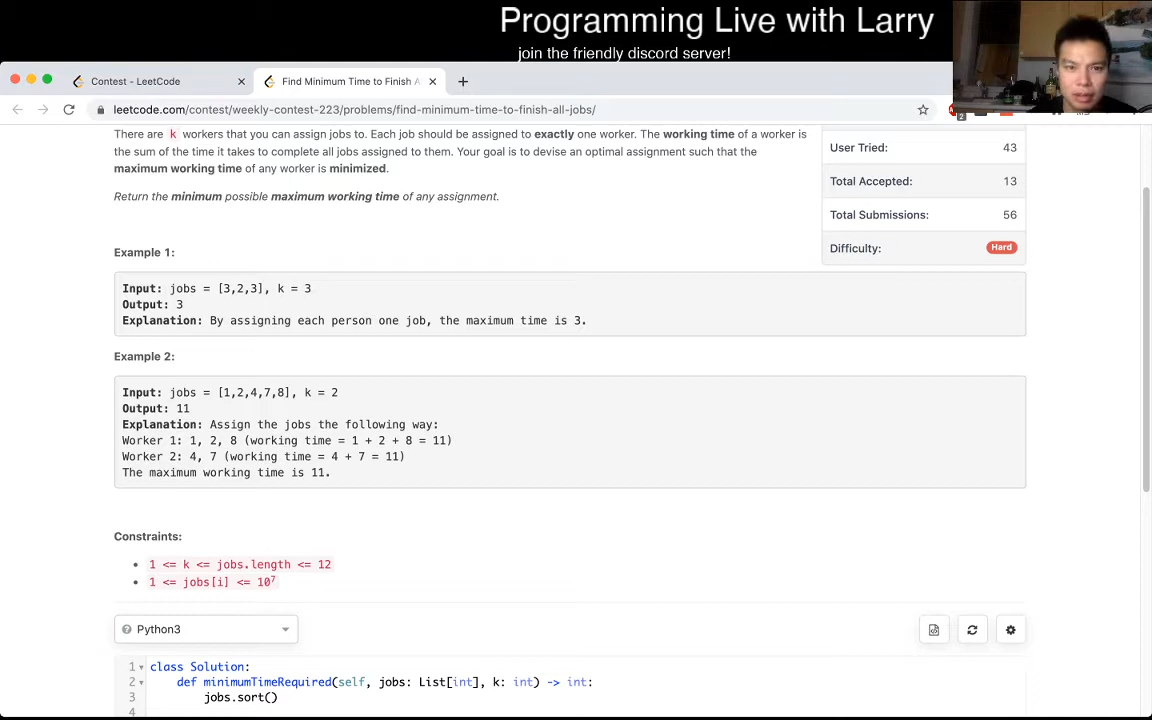 Programming Live with Larry
join the friendly discord server!
Contest - LeetCode
Find Minimum Time to Finish A
leetcode.com/contest/weekly-contest-223/problems/find-minimum-time-to-finish-all-jobs/
2
There are k workers that you can assign jobs to. Each job should be assigned to exactly one worker. The working time of a worker is
the sum of the time it takes to complete all jobs assigned to them. Your goal is to devise an optimal assignment such that the
maximum working time of any worker is minimized.
Return the minimum possible maximum working time of any assignment.
User Tried: 43
Total Accepted: 13
Total Submissions: 56
Difficulty: Hard
Example 1:
Input: jobs = [3,2,3], k = 3
Output: 3
Explanation: By assigning each person one job, the maximum time is 3.
Example 2:
Input: jobs = [1,2,4,7,8], k = 2
Output: 11
Explanation: Assign the jobs the following way:
Worker 1: 1, 2, 8 (working time = 1 + 2 + 8 = 11)
Worker 2: 4, 7 (working time = 4 + 7 = 11)
The maximum working time is 11.
Constraints:
1 <= k <= jobs.length <= 12
1 <= jobs[i] <= 10⁷
Python3
1 class Solution:
2 def minimumTimeRequired(self, jobs: List[int], k: int) -> int:
3 jobs.sort()
4